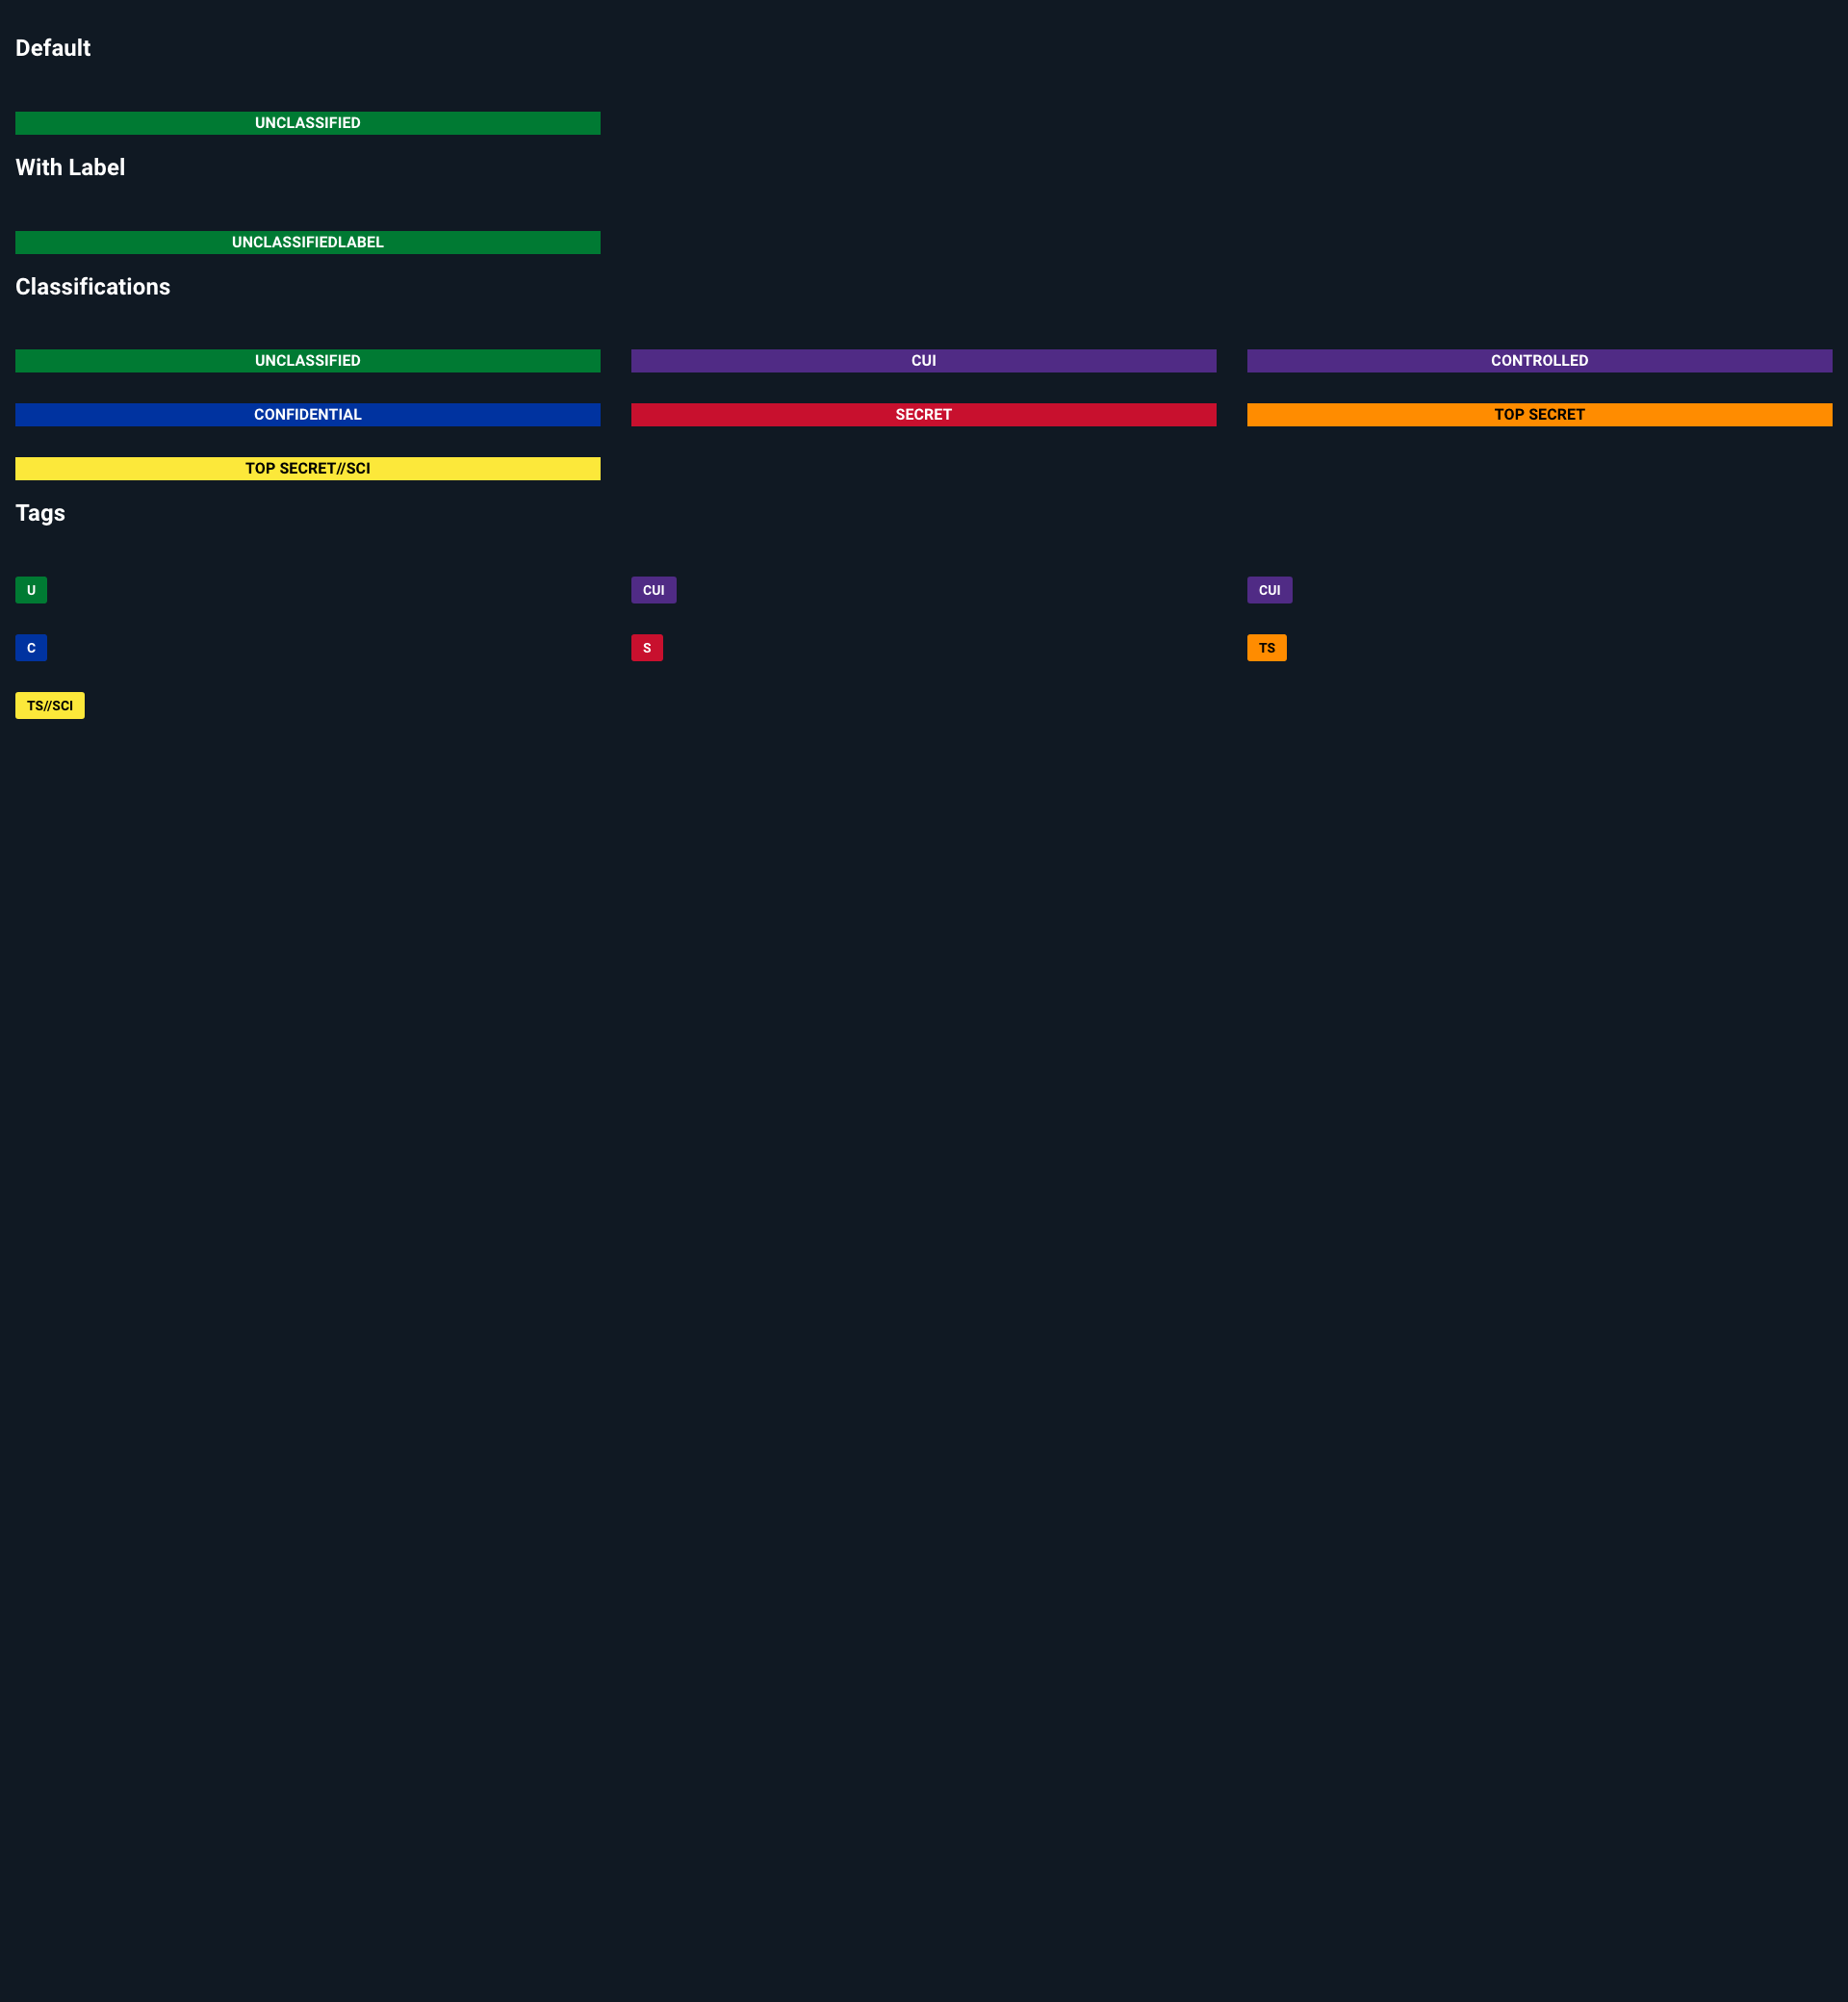 Default
UNCLASSIFIED
With Label
UNCLASSIFIEDLABEL
Classifications
UNCLASSIFIED CUI CONTROLLED
CONFIDENTIAL SECRET TOP SECRET
TOP SECRET//SCI
Tags
U CUI CUI
C S TS
TS//SCI